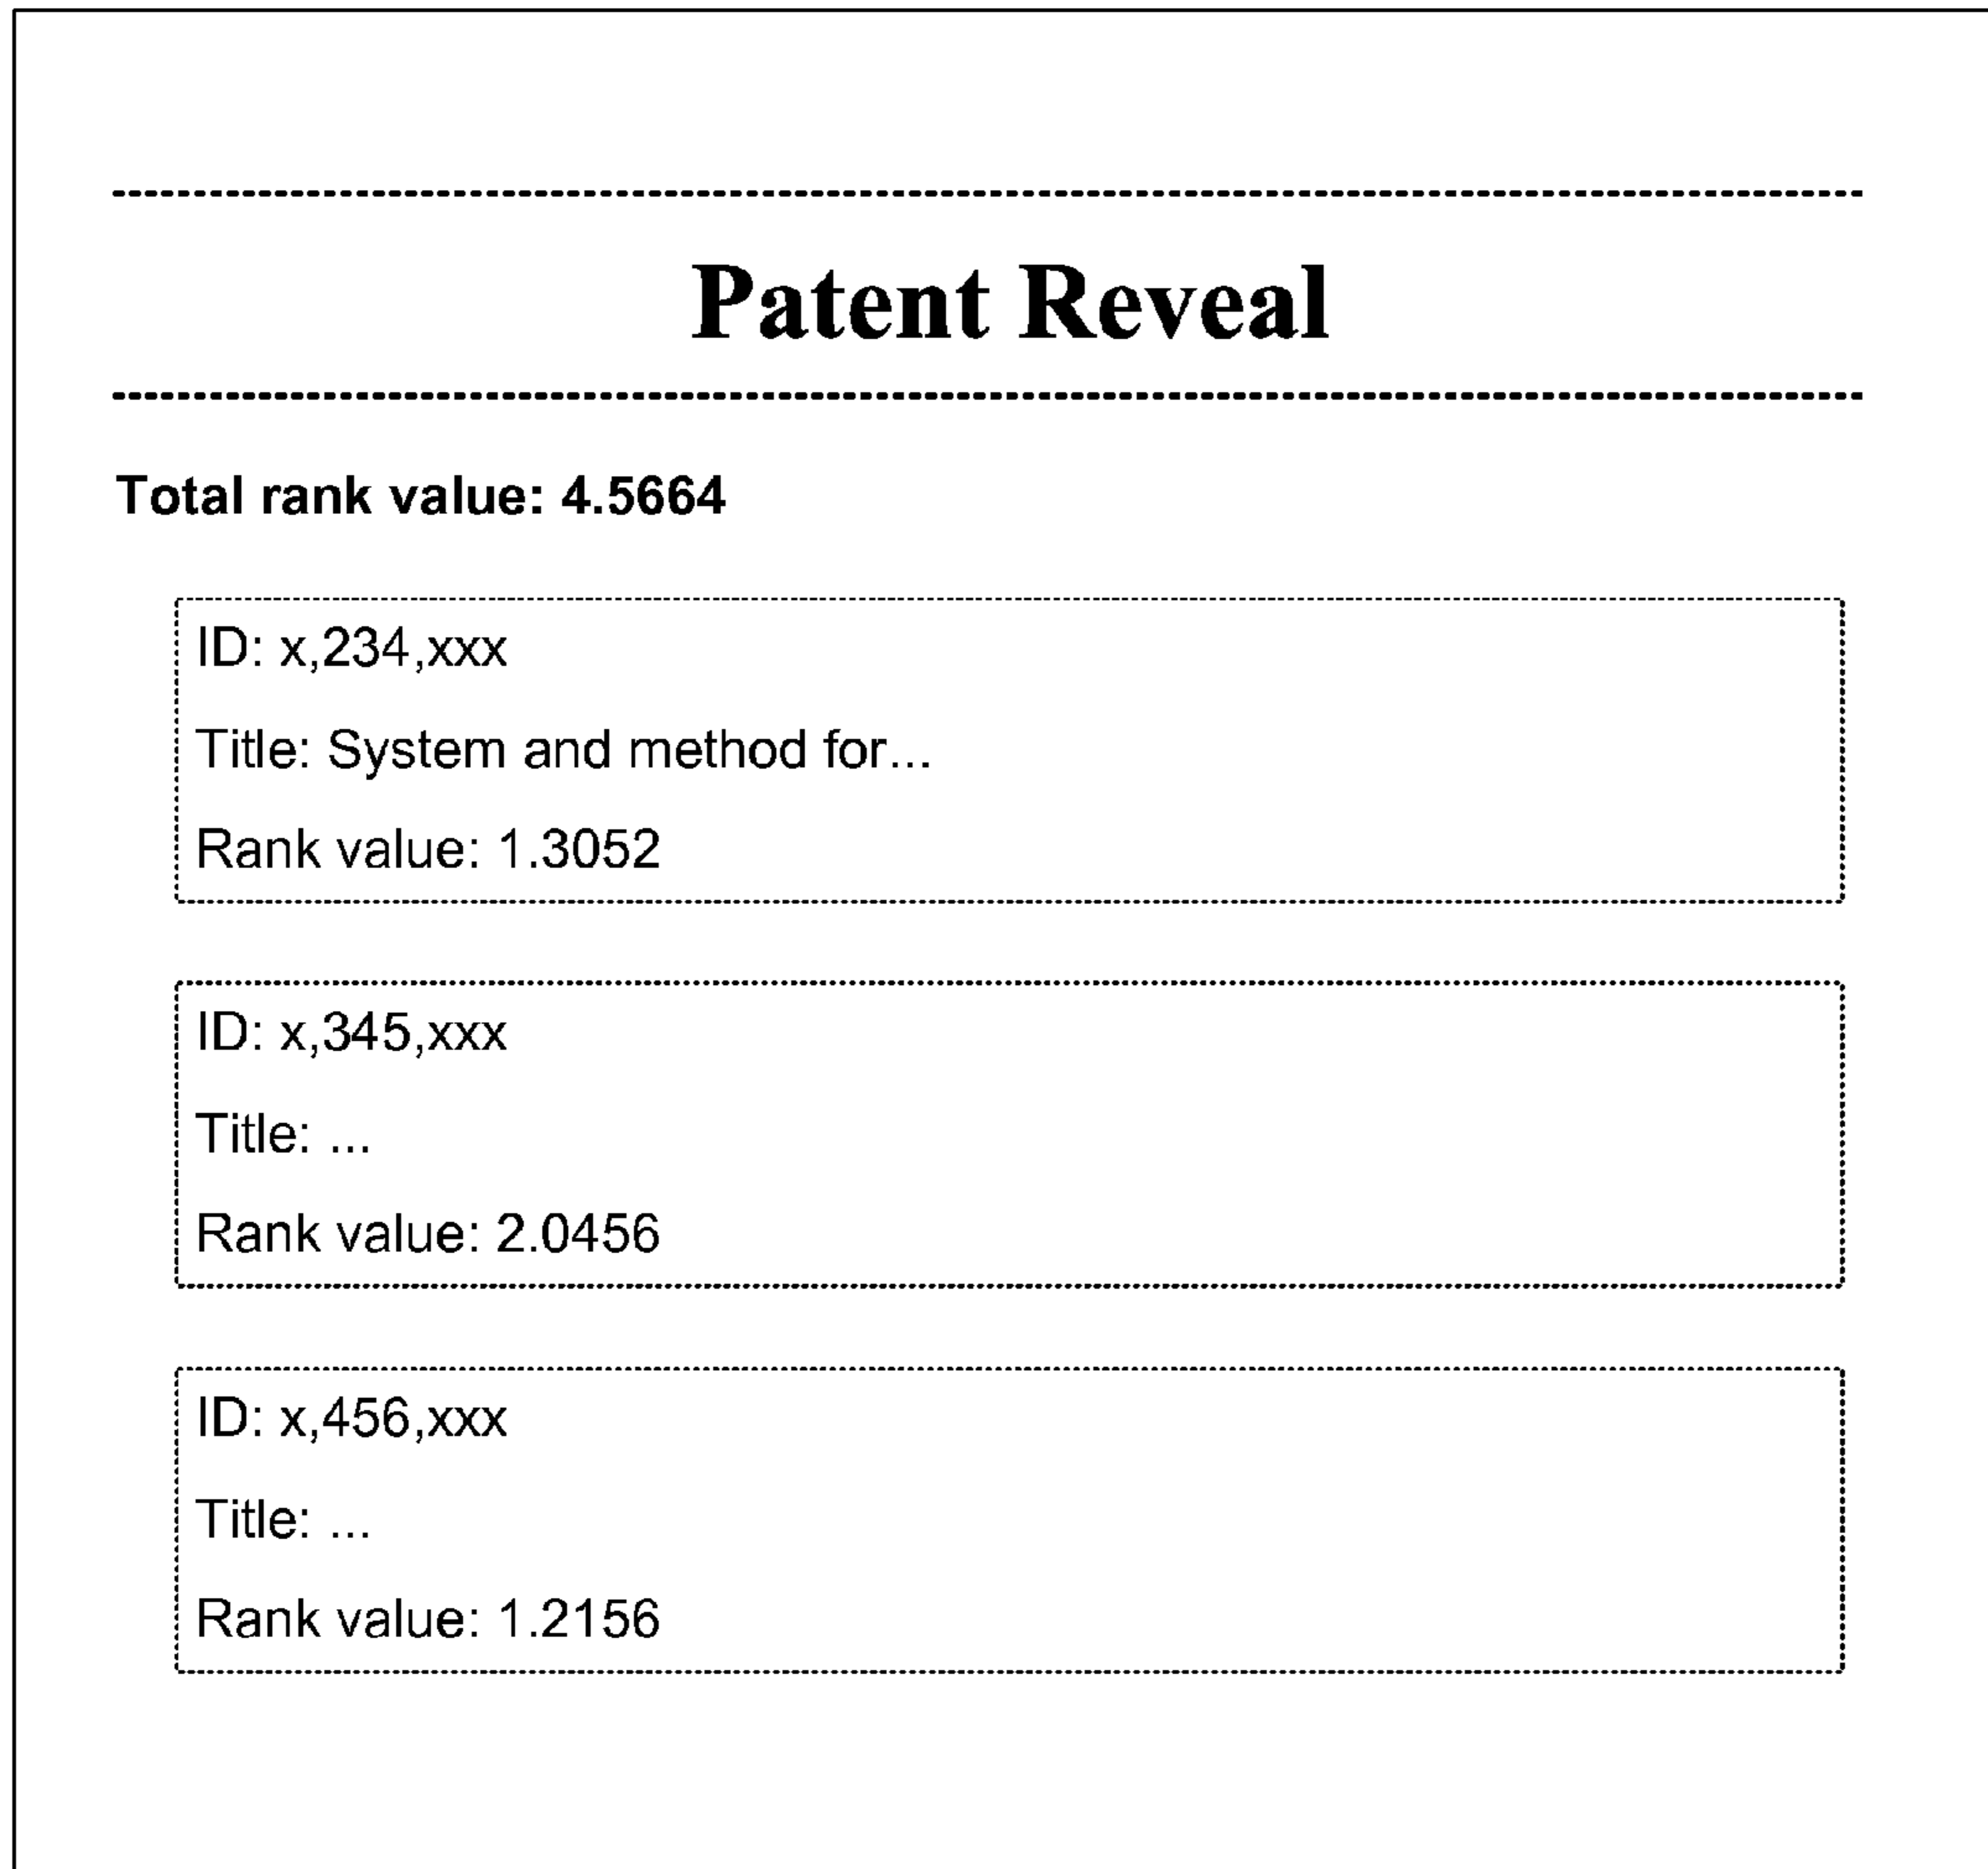 Patent Reveal
Total rank value: 4.5664
ID: x,234,xxx
Title: System and method for...
Rank value: 1.3052
ID: x,345,xxx
Title: ...
Rank value: 2.0456
ID: x,456,xxx
Title: ...
Rank value: 1.2156